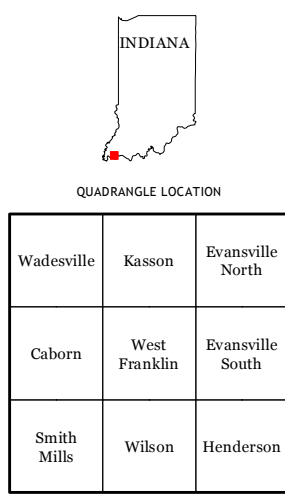 INDIANA
QUADRANGLE LOCATION
Wadesville
Kasson
Evansville
North
Caborn
West
Franklin
Evansville
South
Smith
Mills
Wilson
Henderson